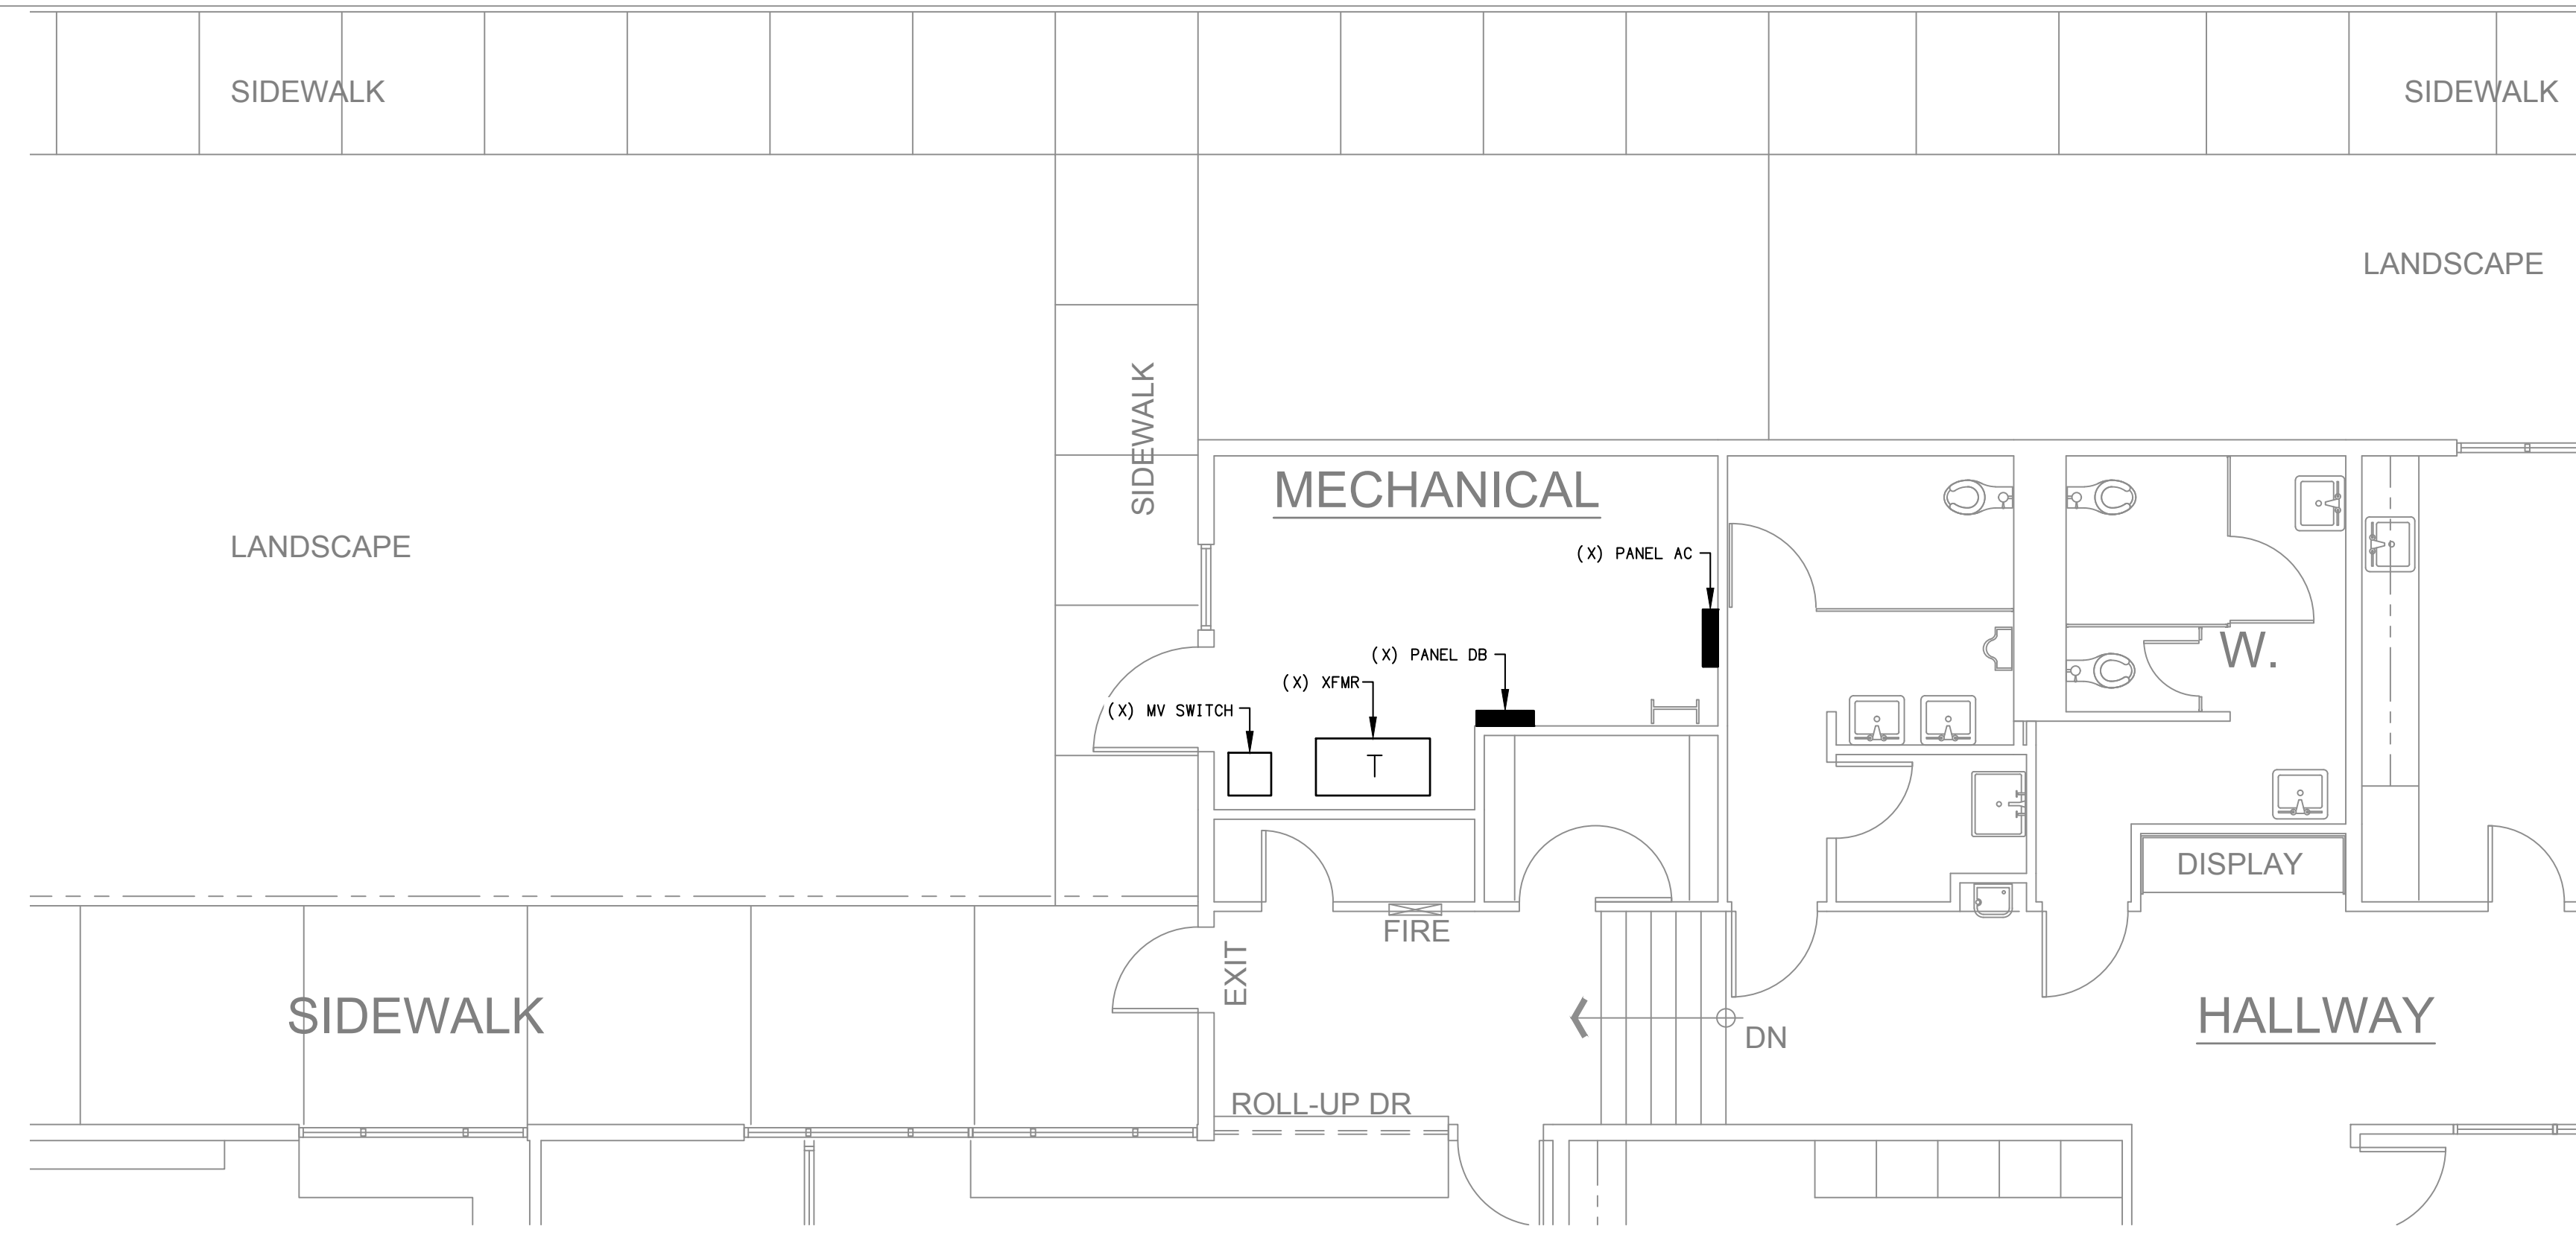 SIDEWALK
SIDEWALK
LANDSCAPE
SIDEWALK
MECHANICAL
LANDSCAPE
(X) PANEL AC
(X) PANEL DB
W.
(X) XFMR
(X) MV SWITCH
T
DISPLAY
FIRE
EXIT
SIDEWALK
HALLWAY
DN
ROLL-UP DR